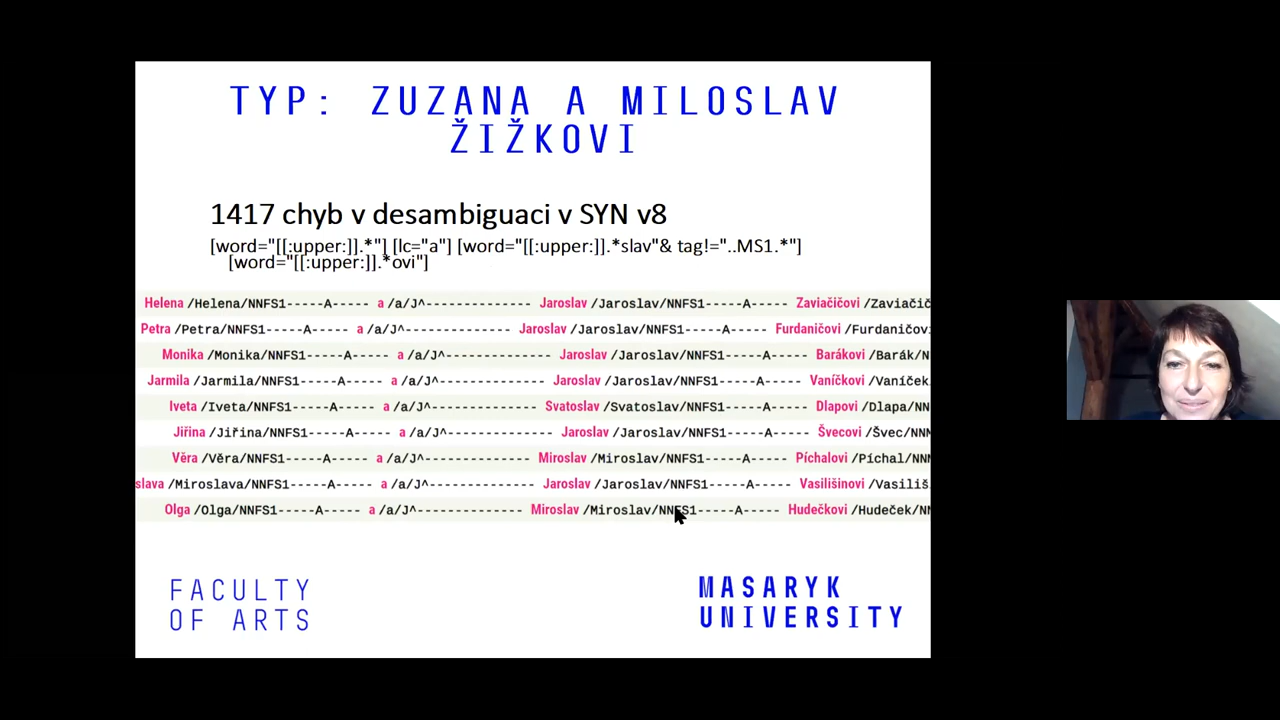 TYP: ZUZANA A MILOSLAV
ŽIŽKOVI
1417 chyb v desambiguaci v SYN v8
[word="[[:upper:]].*"] [lc="a"] [word="[[:upper:]].*slav"& tag!="..MS1.*"]
[word="[[:upper:]].*ovi"]
Helena /Helena/NNFS1-----A----- a /a/J^-------------- Jaroslav /Jaroslav/NNFS1-----A----- Zaviačičovi /Zaviačič
Petra /Petra/NNFS1-----A----- a /a/J^-------------- Jaroslav /Jaroslav/NNFS1-----A----- Furdaničovi /Furdaničovi
Monika /Monika/NNFS1-----A----- a /a/J^-------------- Jaroslav /Jaroslav/NNFS1-----A----- Barákovi /Barák/N
Jarmila /Jarmila/NNFS1-----A----- a /a/J^-------------- Jaroslav /Jaroslav/NNFS1-----A----- Vaníčkovi /Vaníček
Iveta /Iveta/NNFS1-----A----- a /a/J^-------------- Svatoslav /Svatoslav/NNFS1-----A----- Dlapovi /Dlapa/NN
Jiřina /Jiřina/NNFS1-----A----- a /a/J^-------------- Jaroslav /Jaroslav/NNFS1-----A----- Švecovi /Švec/NNM
Věra /Věra/NNFS1-----A----- a /a/J^-------------- Miroslav /Miroslav/NNFS1-----A----- Píchalovi /Píchal/NN
slava /Miroslava/NNFS1-----A----- a /a/J^-------------- Jaroslav /Jaroslav/NNFS1-----A----- Vasilišinovi /Vasiliš
Olga /Olga/NNFS1-----A----- a /a/J^-------------- Miroslav /Miroslav/NNFS1-----A----- Hudečkovi /Hudeček/NN
FACULTY
OF ARTS
MASARYK
UNIVERSITY